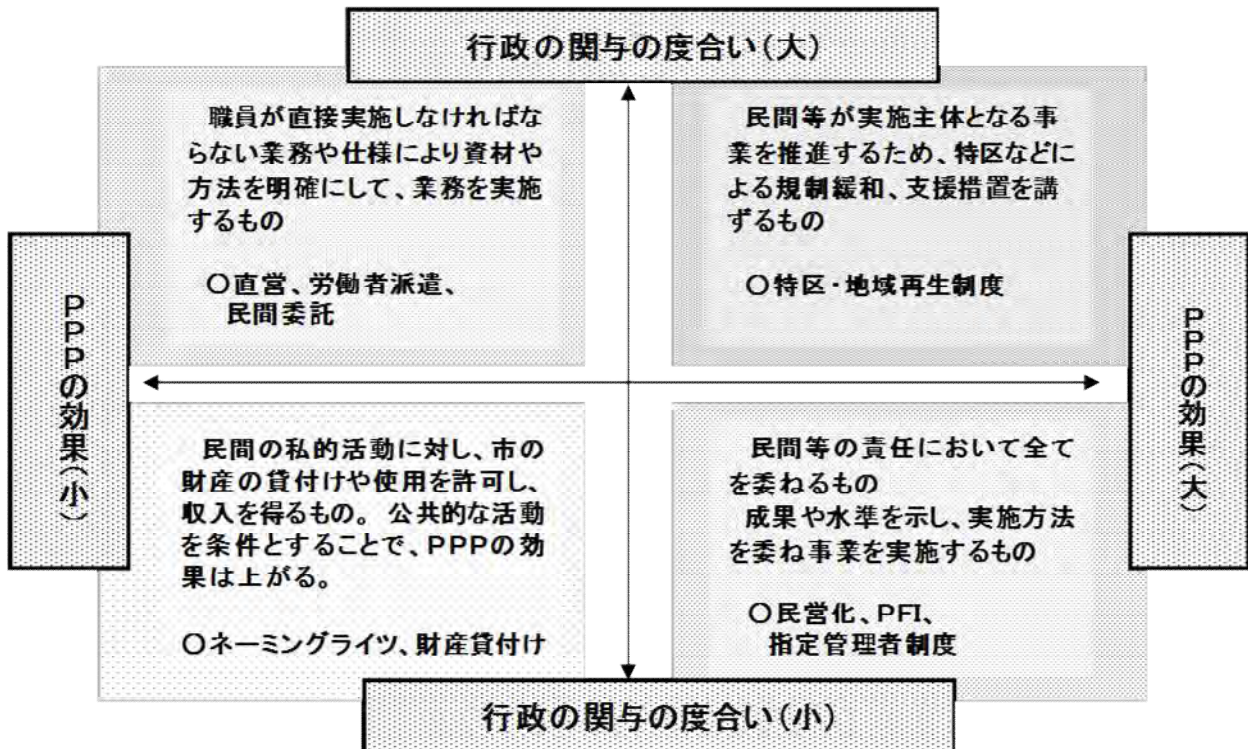 行政の関与の度合い(大)
職員が直接実施しなければな
らない業務や仕様により資材や
方法を明確にして、業務を実施
するもの
○直営、労働者派遣、
民間委託
民間等が実施主体となる事
業を推進するため、特区などに
よる規制緩和、支援措置を講
ずるもの
○特区・地域再生制度
PPPの効果(小)
PPPの効果(大)
民間の私的活動に対し、市の
財産の貸付けや使用を許可し、
収入を得るもの。公共的な活動
を条件とすることで、PPPの効
果は上がる。
○ネーミングライツ、財産貸付け
民間等の責任において全て
を委ねるもの
成果や水準を示し、実施方法
を委ね事業を実施するもの
○民営化、PFI、
指定管理者制度
行政の関与の度合い(小)